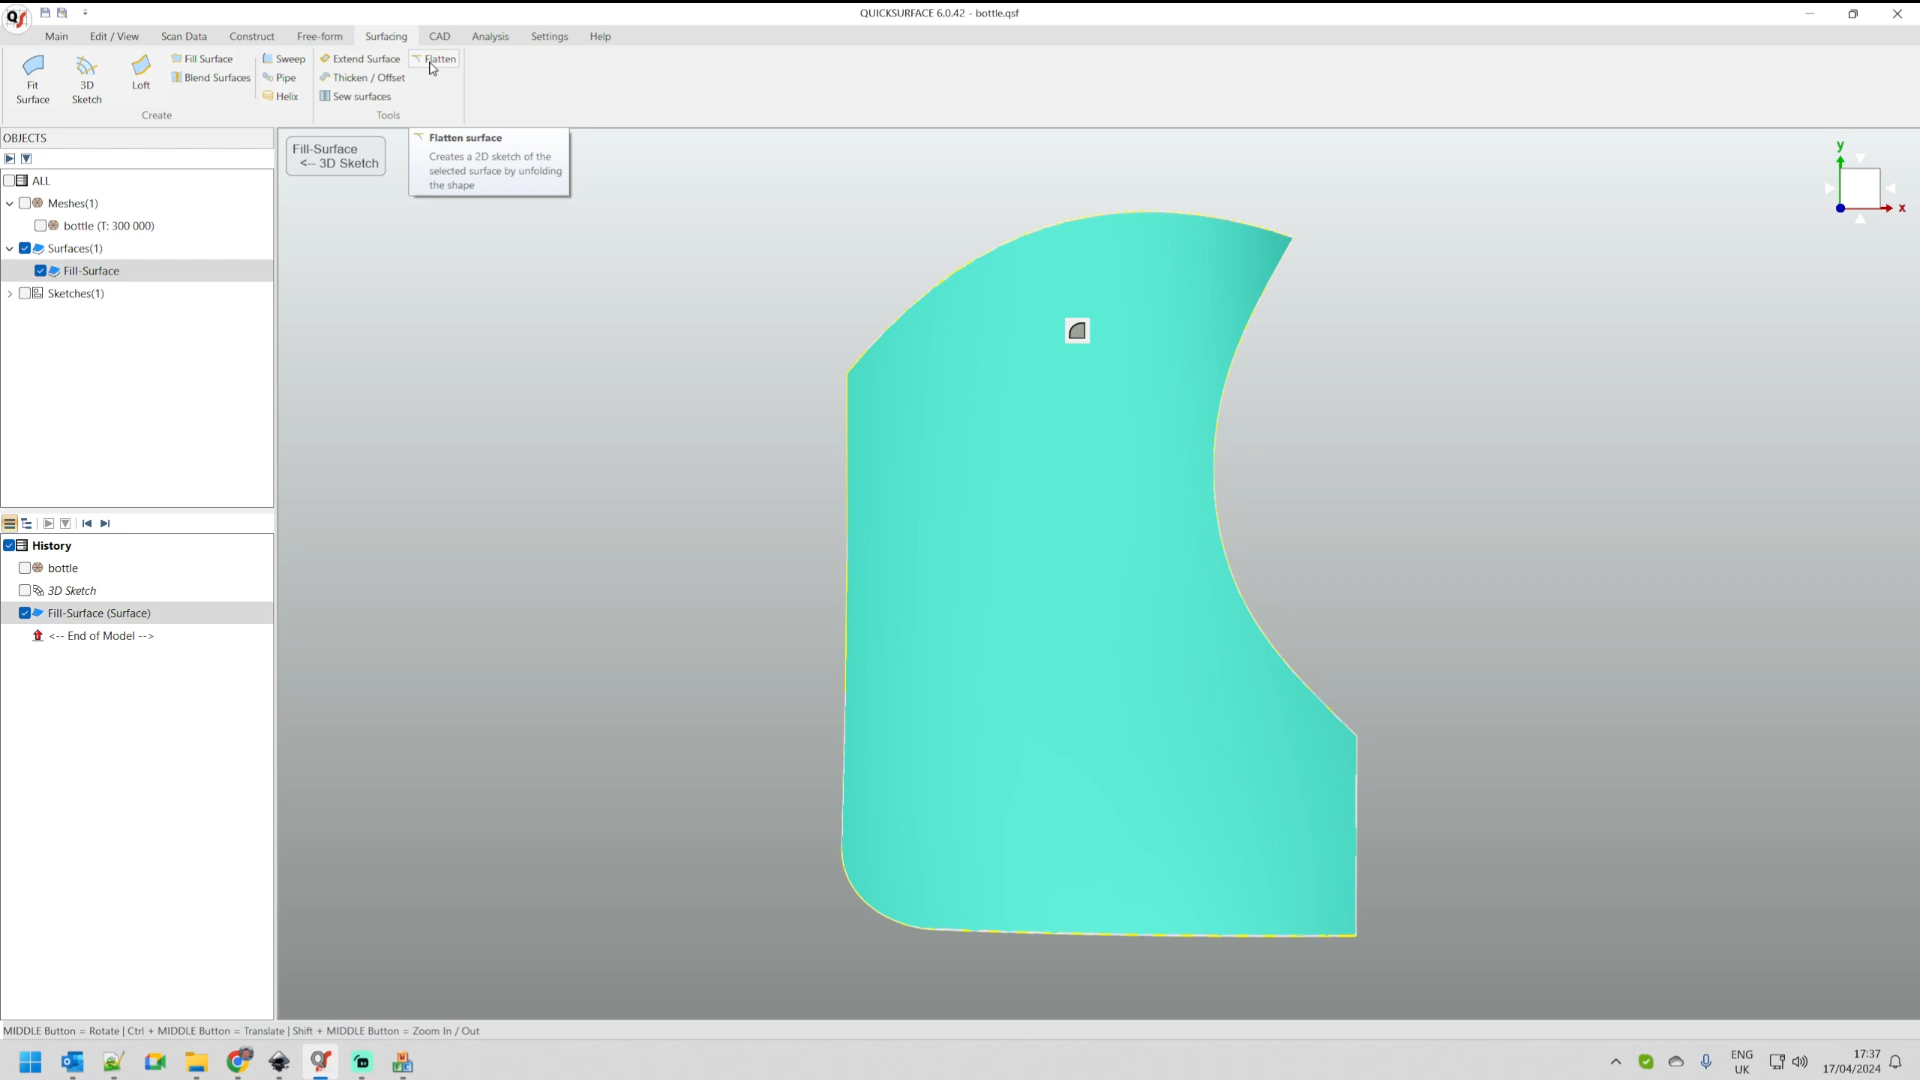 QUICKSURFACE 6.0.42 - bottle.qsf
Main Edit / View Scan Data Construct Free-form Surfacing CAD Analysis Settings Help
Fit Surface
3D Sketch
Loft
Fill Surface
Blend Surfaces
Sweep
Pipe
Helix
Create
Extend Surface
Thicken / Offset
Sew surfaces
Flatten
Tools
OBJECTS
ALL
Meshes(1)
bottle (T: 300 000)
Surfaces(1)
Fill-Surface
Sketches(1)
History
bottle
3D Sketch
Fill-Surface (Surface)
<-- End of Model -->
Fill-Surface
<-- 3D Sketch
Flatten surface
Creates a 2D sketch of the
selected surface by unfolding
the shape
y
x
MIDDLE Button = Rotate | Ctrl + MIDDLE Button = Translate | Shift + MIDDLE Button = Zoom In / Out
ENG
UK
17:37
17/04/2024